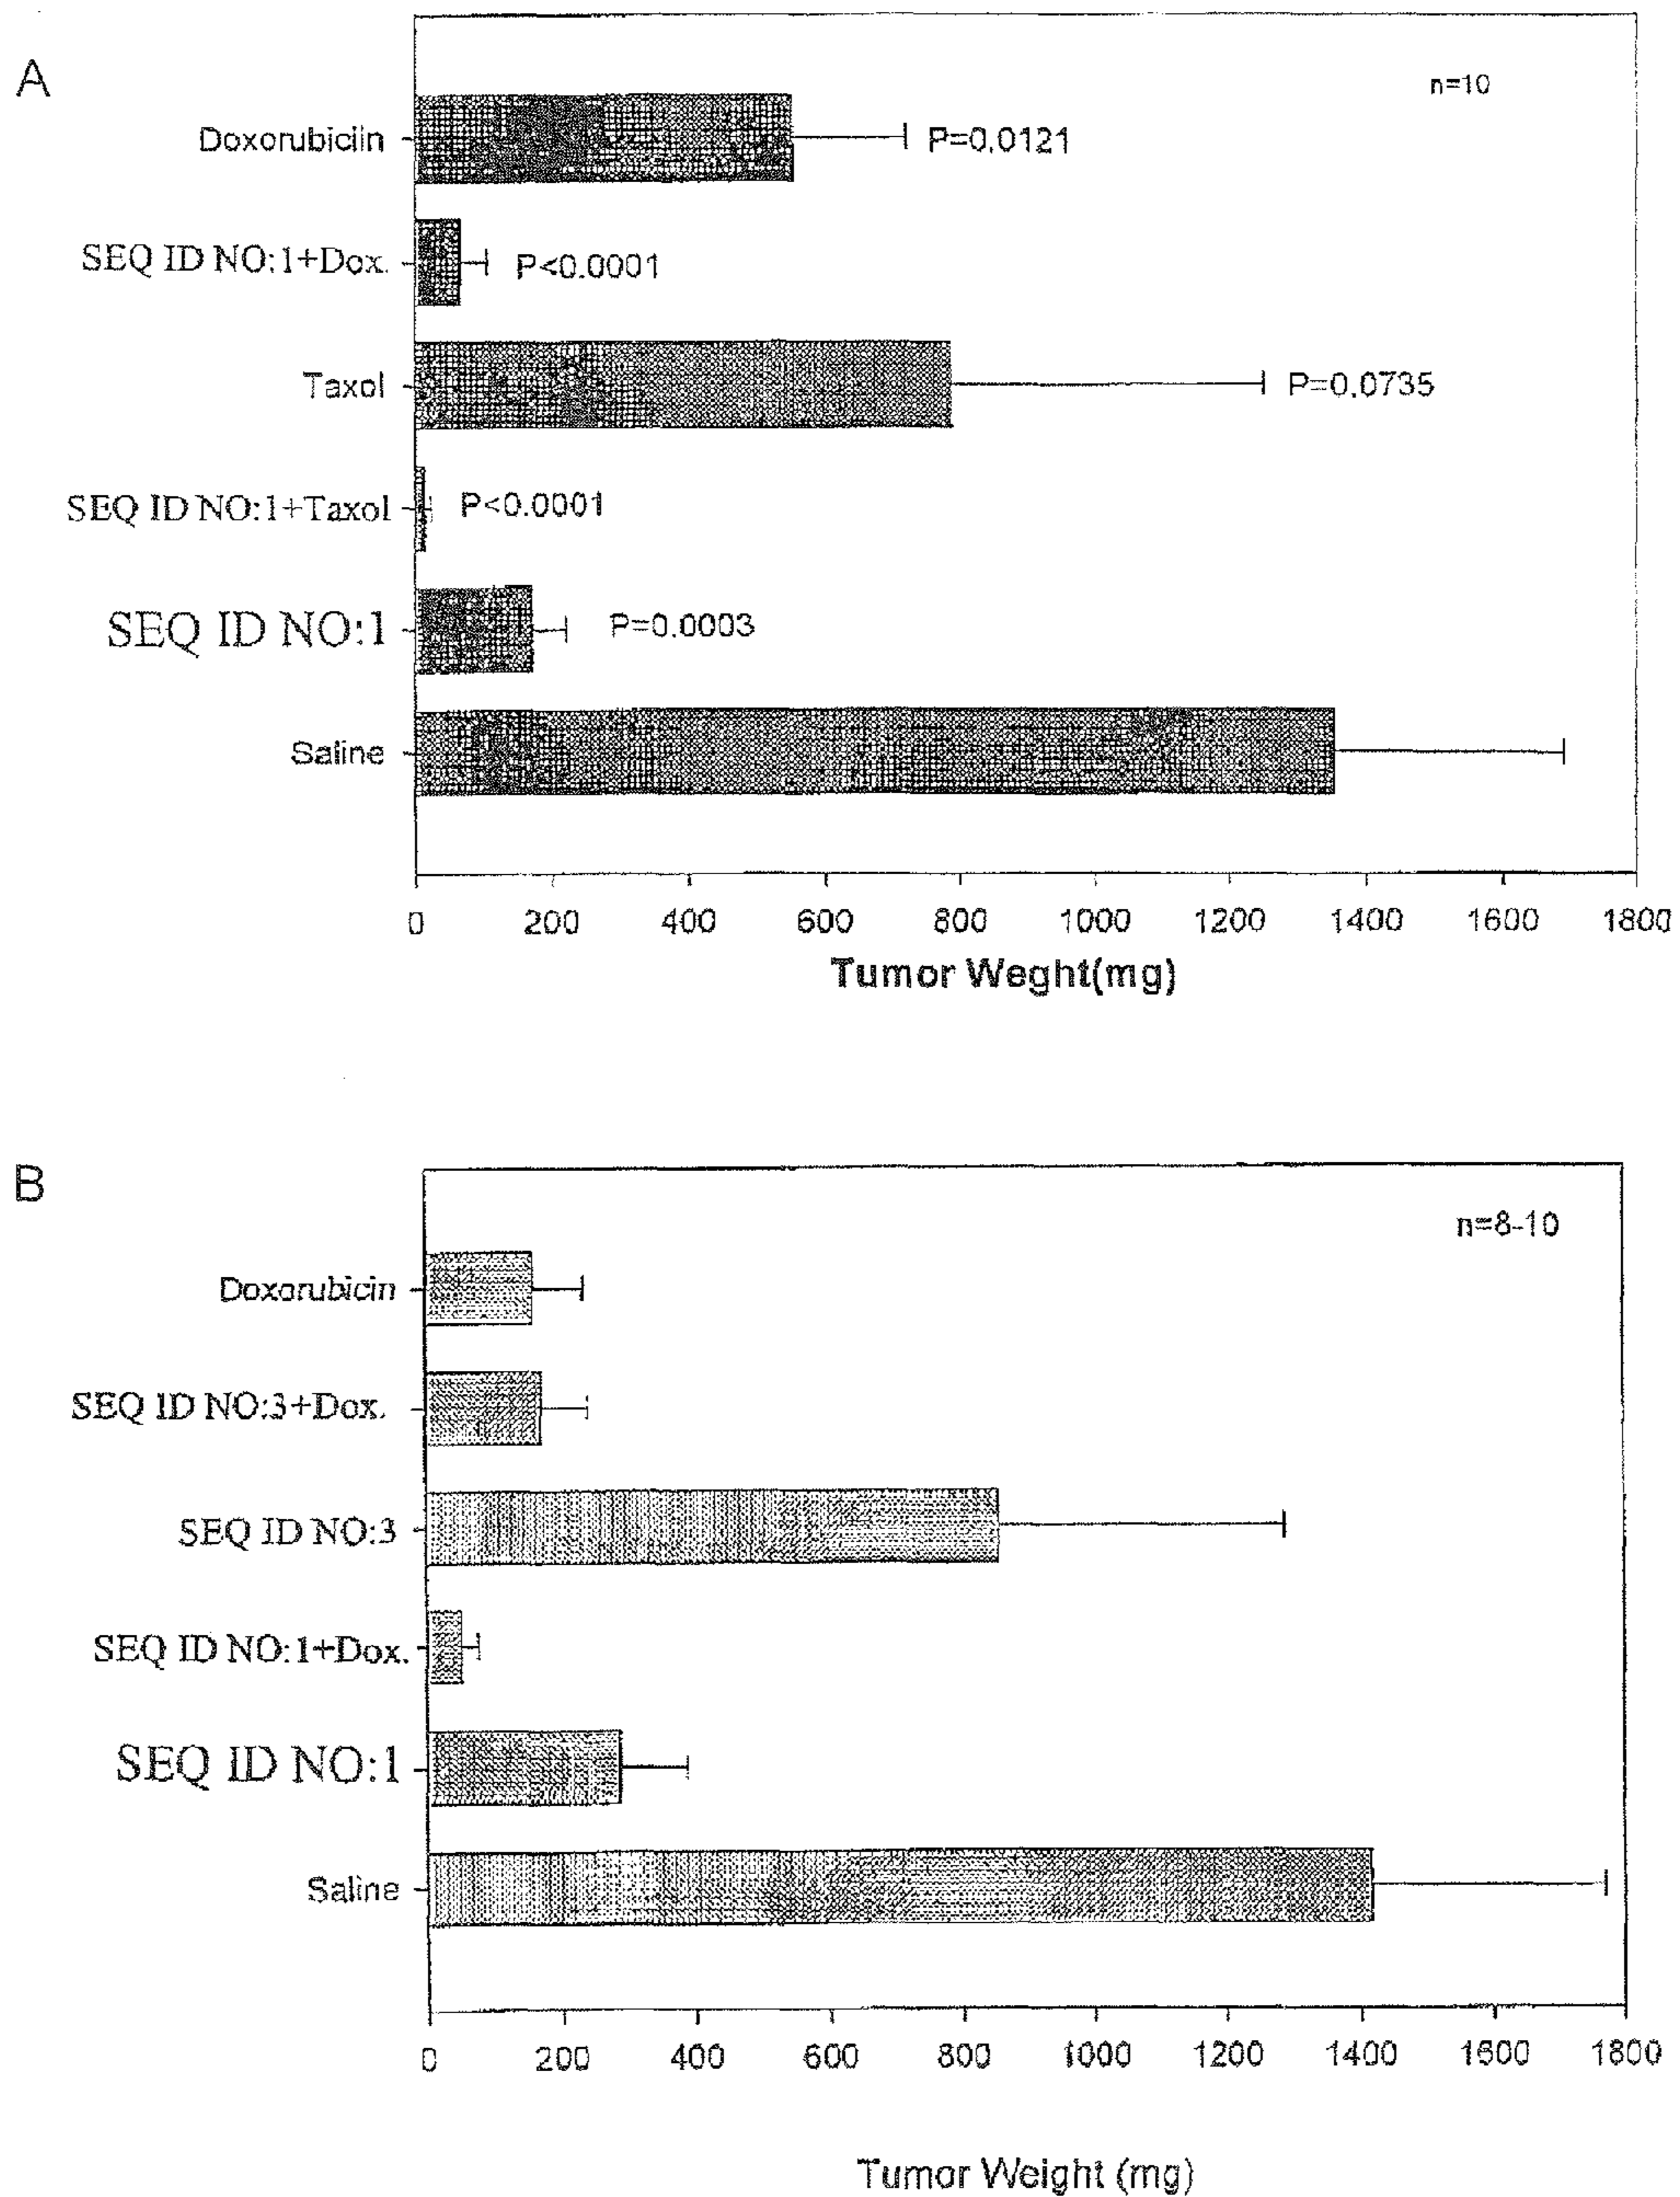 A
n=10
Doxorubiciin
P=0.0121
SEQ ID NO:1+Dox.
P<0.0001
Taxol
P=0.0735
SEQ ID NO:1+Taxol
P<0.0001
SEQ ID NO:1
P=0.0003
Saline
0 200 400 600 800 1000 1200 1400 1600 1800
Tumor Weght(mg)
B
n=8-10
Doxorubicin
SEQ ID NO:3+Dox.
SEQ ID NO:3
SEQ ID NO:1+Dox.
SEQ ID NO:1
Saline
0 200 400 600 800 1000 1200 1400 1600 1800
Tumor Weight (mg)